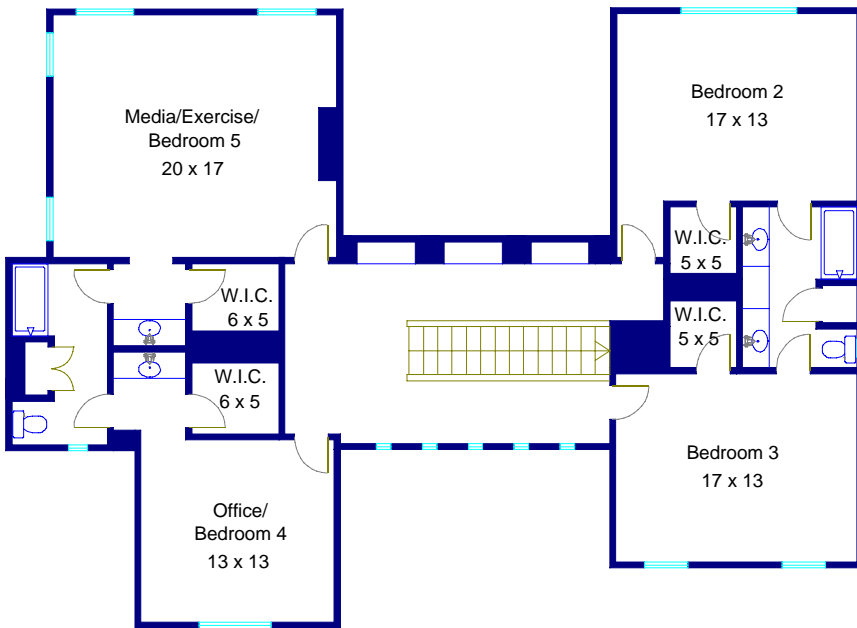 Media/Exercise/
Bedroom 5
20 x 17
Bedroom 2
17 x 13
W.I.C.
5 x 5
W.I.C.
6 x 5
W.I.C.
5 x 5
W.I.C.
6 x 5
Bedroom 3
17 x 13
Office/
Bedroom 4
13 x 13